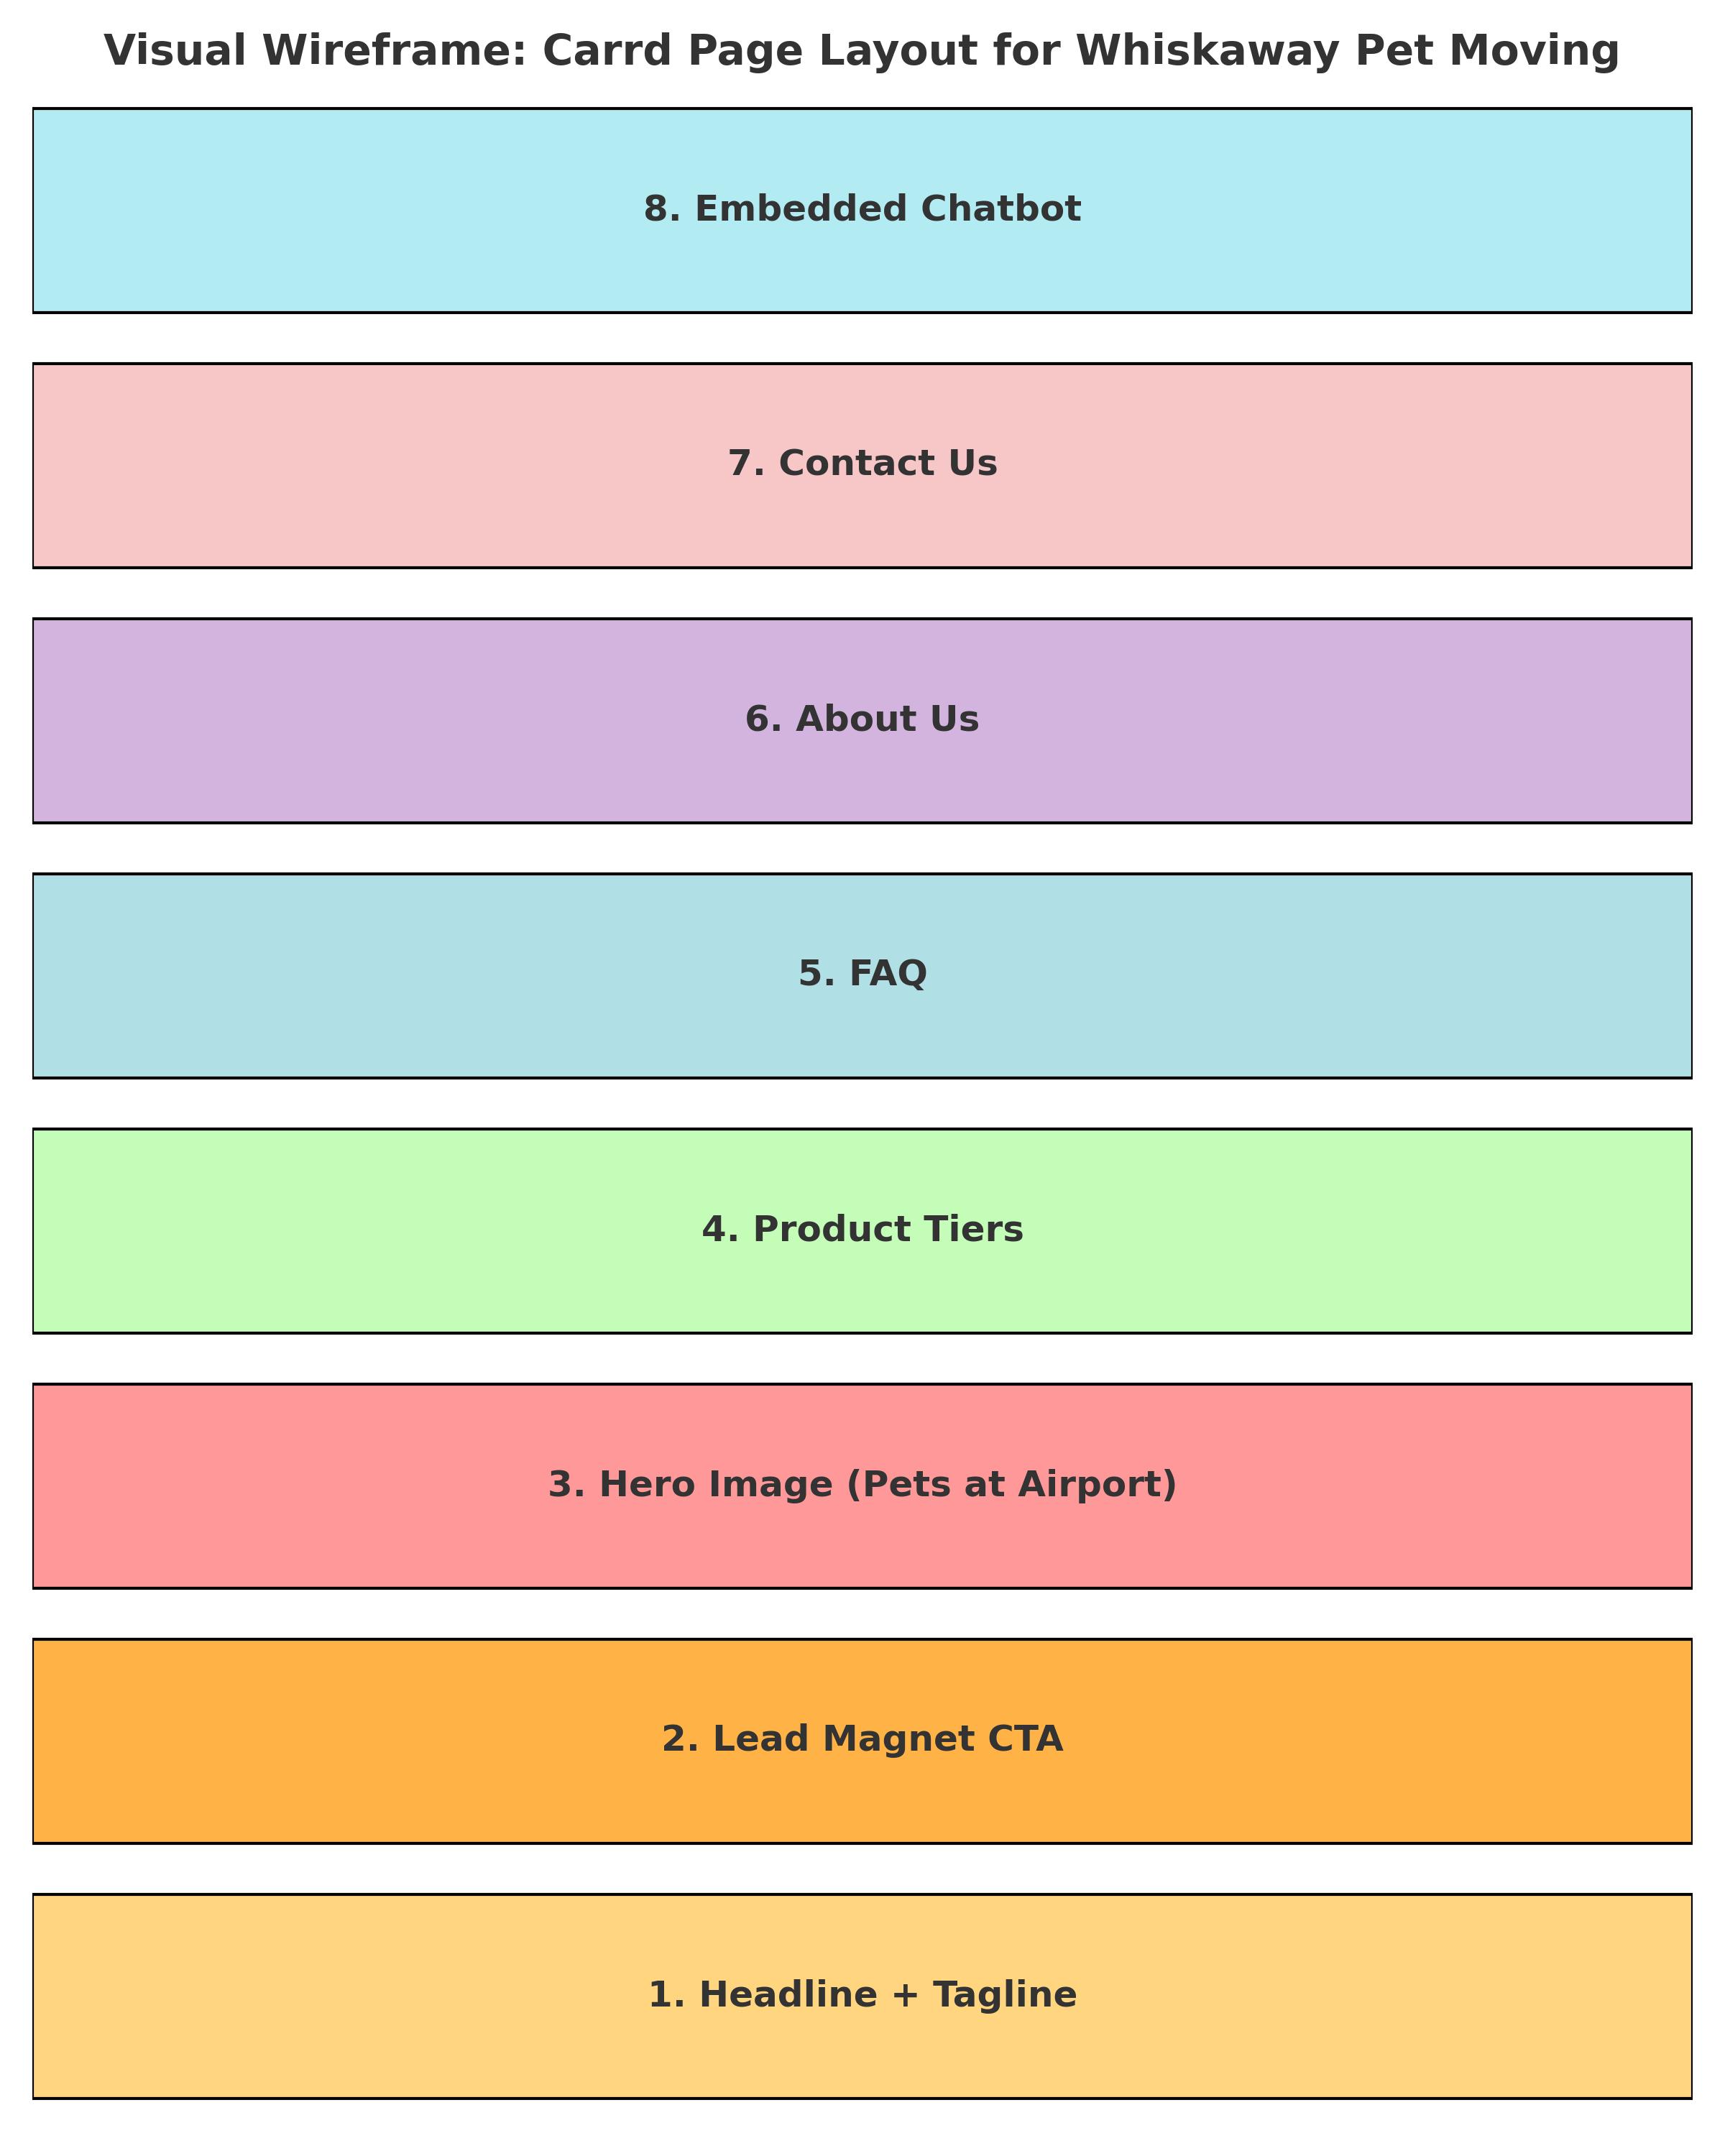 Visual Wireframe: Carrd Page Layout for Whiskaway Pet Moving
8. Embedded Chatbot
7. Contact Us
6. About Us
5. FAQ
4. Product Tiers
3. Hero Image (Pets at Airport)
2. Lead Magnet CTA
1. Headline + Tagline